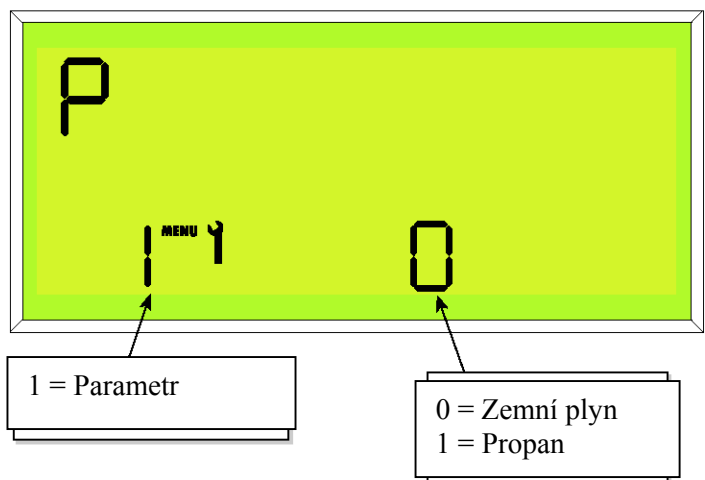 P
1 MENU 0
1 = Parametr
0 = Zemní plyn
1 = Propan